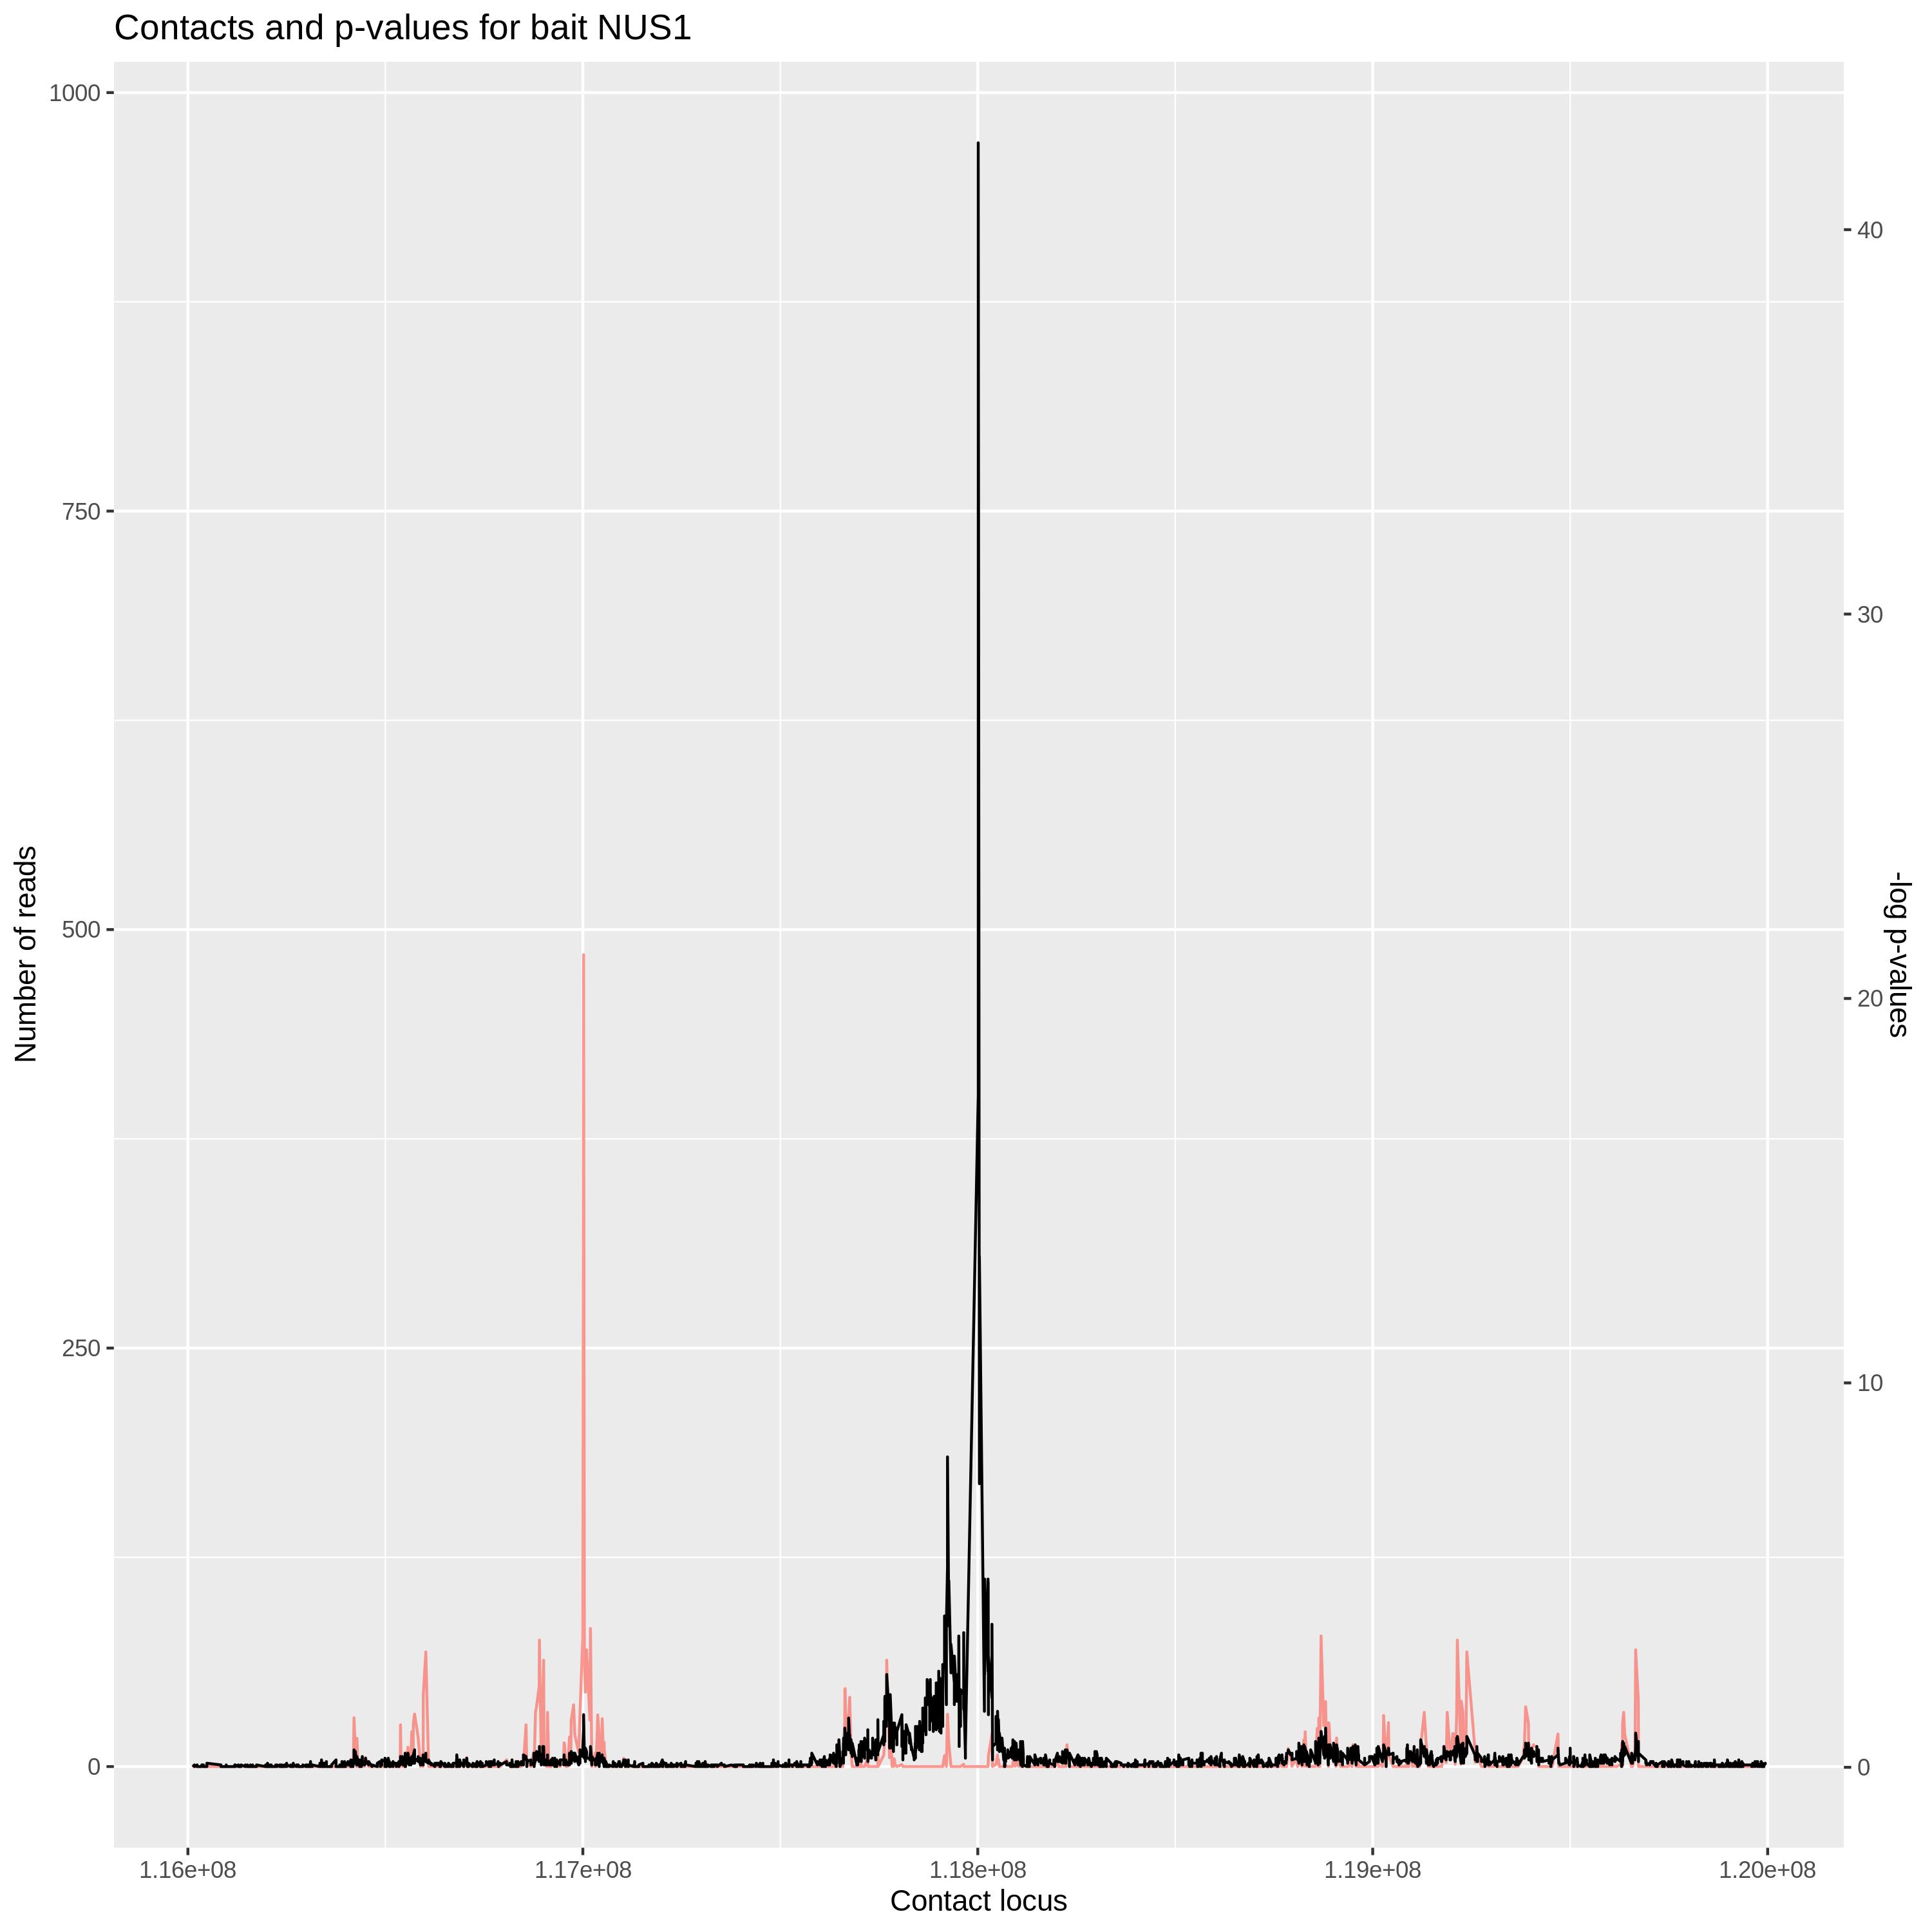 Contacts and p-values for bait NUS1
1000
750
500
250
0
Number of reads
40
30
20
10
0
-log p-values
1.16e+08
1.17e+08
1.18e+08
1.19e+08
1.20e+08
Contact locus